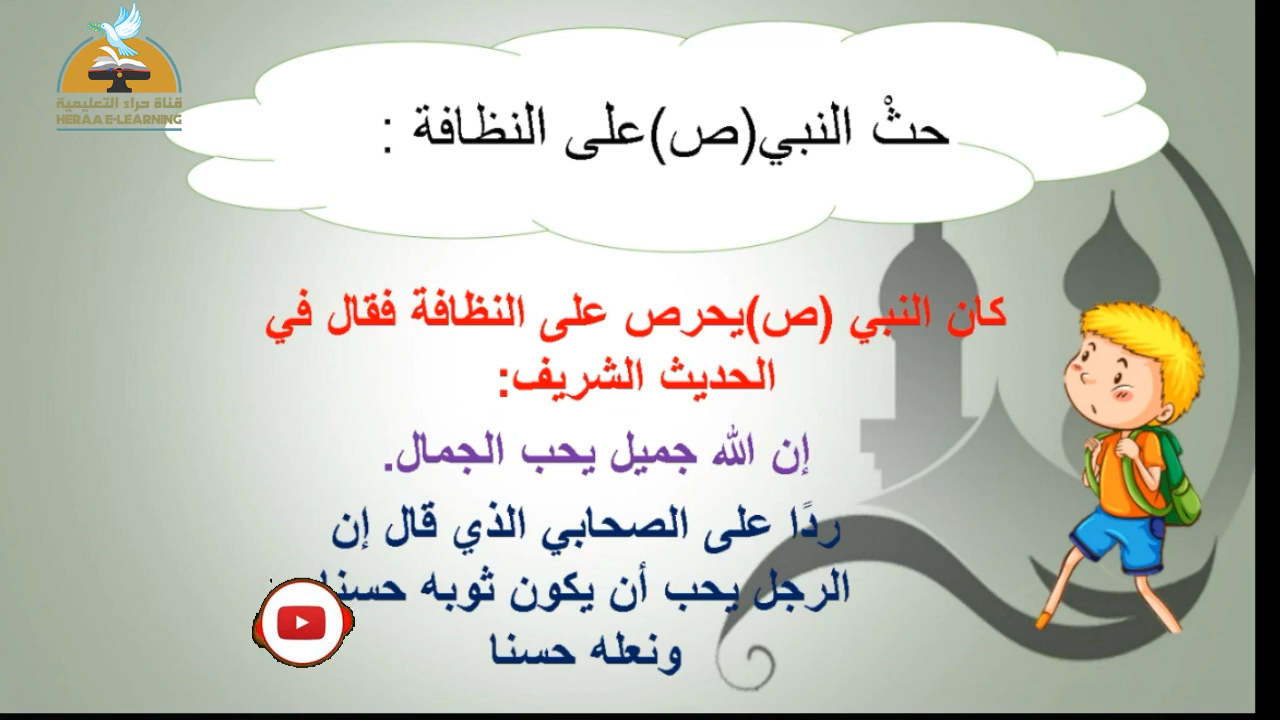 قناة حراء التعليمية
HERAA E-LEARNING
حثْ النبي(ص)على النظافة :
كان النبي (ص)يحرص على النظافة فقال في
الحديث الشريف:
إن الله جميل يحب الجمال.
ردًا على الصحابي الذي قال إن
الرجل يحب أن يكون ثوبه حسنا
ونعله حسنا